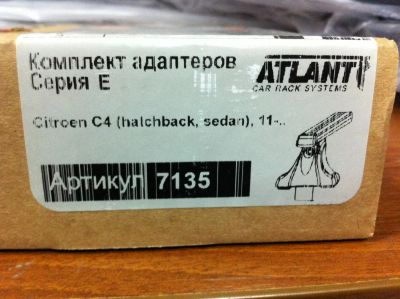 Комплект адаптеров
Серия E
ATLANT
CAR RACK SYSTEMS
Citroen C4 (hatchback, sedan), 11-..
Артикул 7135